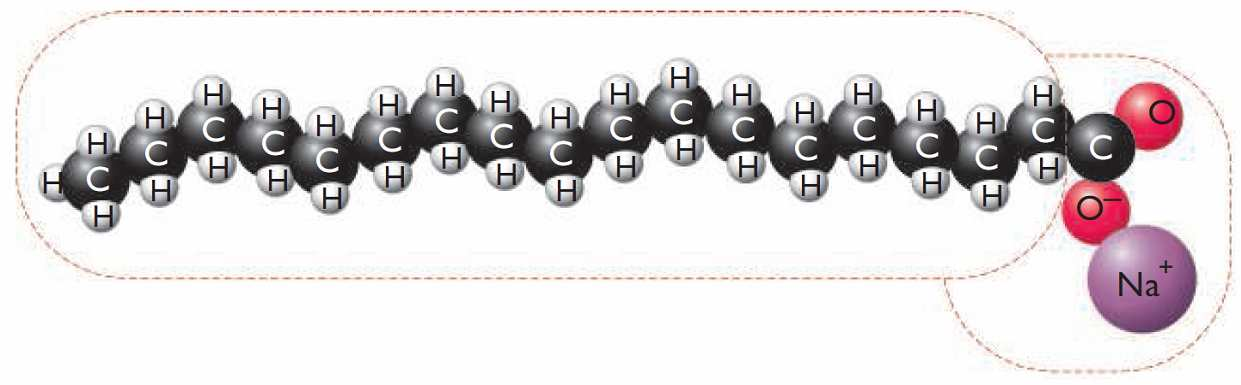 H H H H H H H H H H H H H H H H H
C C C C C C C C C C C C C C C C C C O
H H H H H H H H H H H H H H H H H H
O⁻
Na⁺